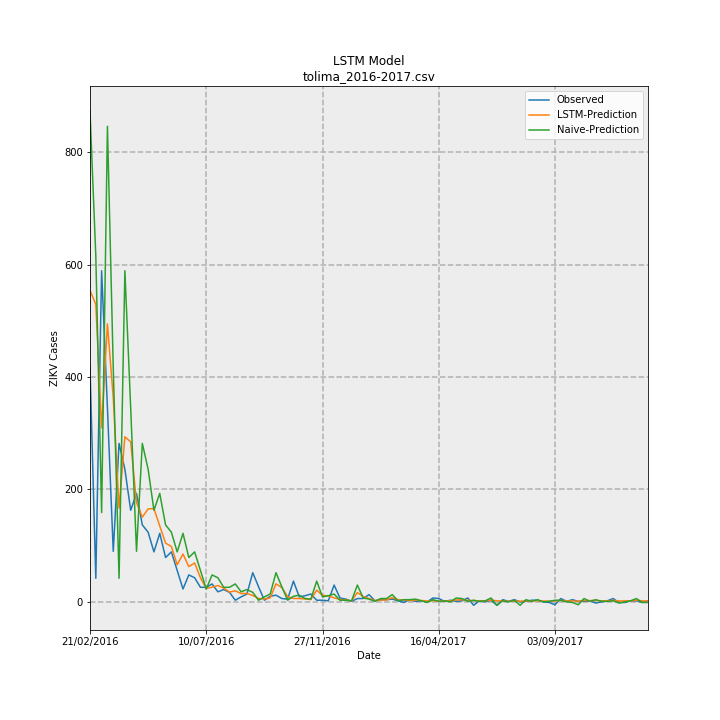 LSTM Model
tolima_2016-2017.csv
Observed
LSTM-Prediction
Naive-Prediction
ZIKV Cases
800
600
400
200
0
21/02/2016
10/07/2016
27/11/2016
16/04/2017
03/09/2017
Date